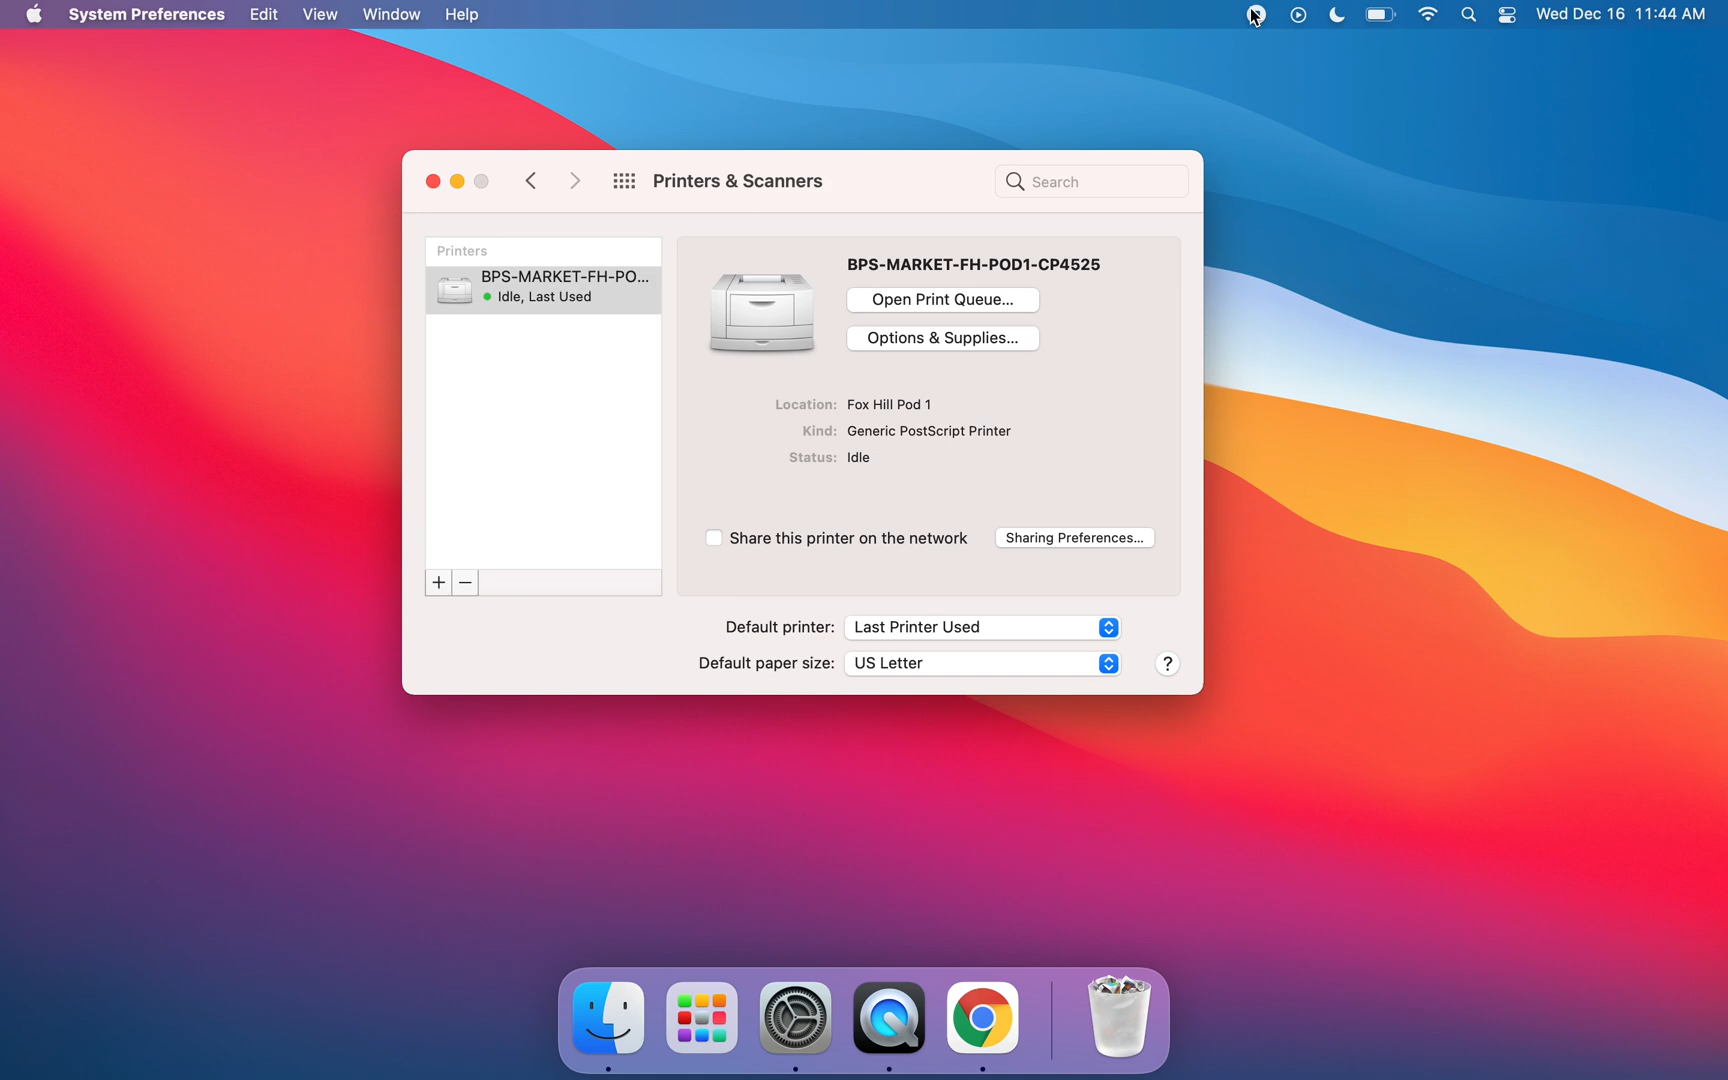 System Preferences Edit View Window Help Wed Dec 16 11:44 AM
Printers & Scanners Search
Printers
BPS-MARKET-FH-PO...
Idle, Last Used
+ −
BPS-MARKET-FH-POD1-CP4525
Open Print Queue...
Options & Supplies...
Location: Fox Hill Pod 1
Kind: Generic PostScript Printer
Status: Idle
Share this printer on the network Sharing Preferences...
Default printer: Last Printer Used
Default paper size: US Letter ?